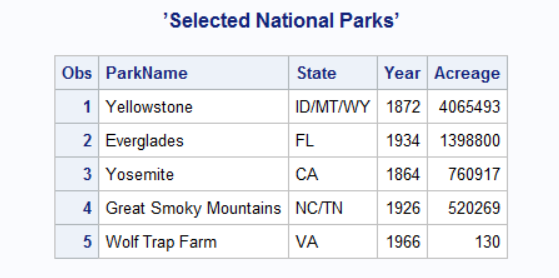 ’Selected National Parks’
Obs ParkName State Year Acreage
1 Yellowstone ID/MT/WY 1872 4065493
2 Everglades FL 1934 1398800
3 Yosemite CA 1864 760917
4 Great Smoky Mountains NC/TN 1926 520269
5 Wolf Trap Farm VA 1966 130